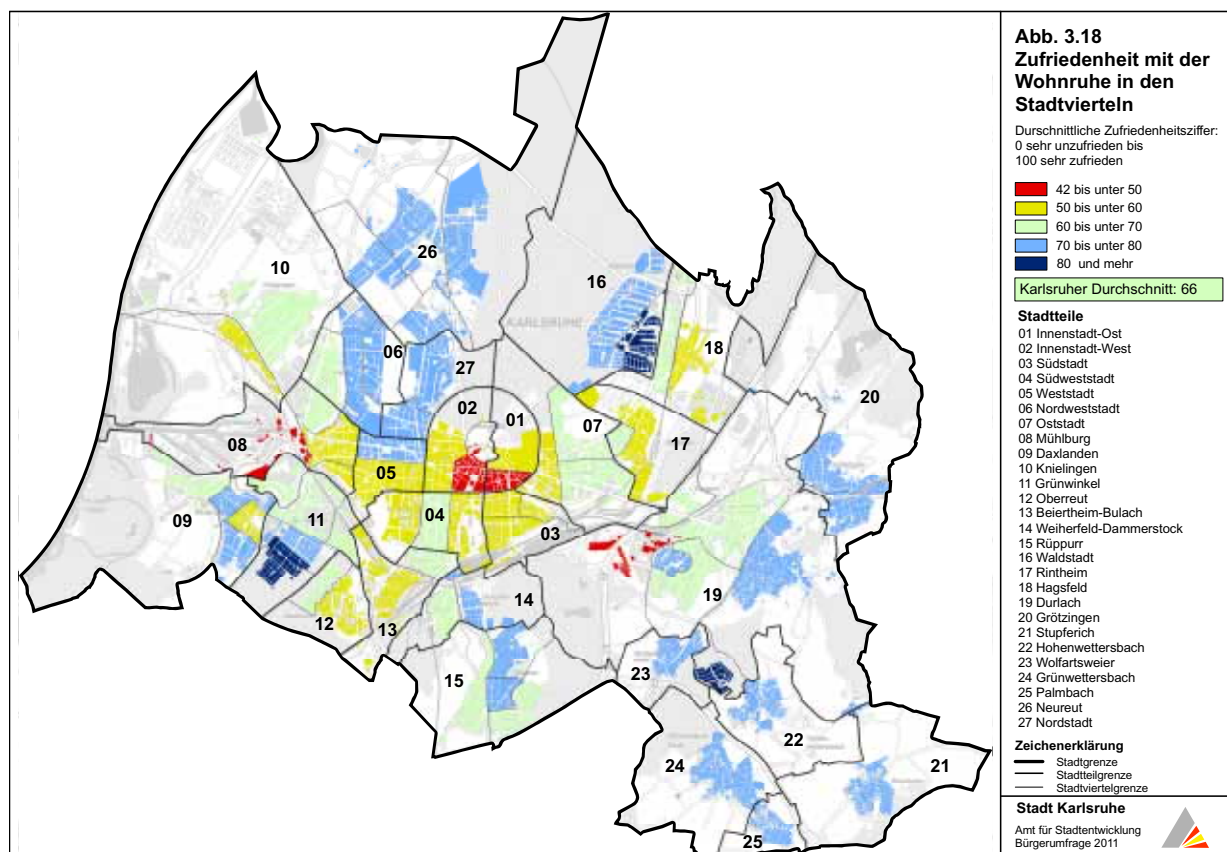 Abb. 3.18
Zufriedenheit mit der
Wohnruhe in den
Stadtvierteln
Durschnittliche Zufriedenheitsziffer:
0 sehr unzufrieden bis
100 sehr zufrieden
42 bis unter 50
50 bis unter 60
60 bis unter 70
70 bis unter 80
80 und mehr
Karlsruher Durchschnitt: 66
Stadtteile
01 Innenstadt-Ost
02 Innenstadt-West
03 Südstadt
04 Südweststadt
05 Weststadt
06 Nordweststadt
07 Oststadt
08 Mühlburg
09 Daxlanden
10 Knielingen
11 Grünwinkel
12 Oberreut
13 Beiertheim-Bulach
14 Weiherfeld-Dammerstock
15 Rüppurr
16 Waldstadt
17 Rintheim
18 Hagsfeld
19 Durlach
20 Grötzingen
21 Stupferich
22 Hohenwettersbach
23 Wolfartsweier
24 Grünwettersbach
25 Palmbach
26 Neureut
27 Nordstadt
Zeichenerklärung
Stadtgrenze
Stadtteilgrenze
Stadtviertelgrenze
Stadt Karlsruhe
Amt für Stadtentwicklung
Bürgerumfrage 2011
26
10
16
KARLSRUHE
18
06
27
20
02
01
07
08
17
05
09
11
04
03
12
13
14
19
15
23
22
24
21
25